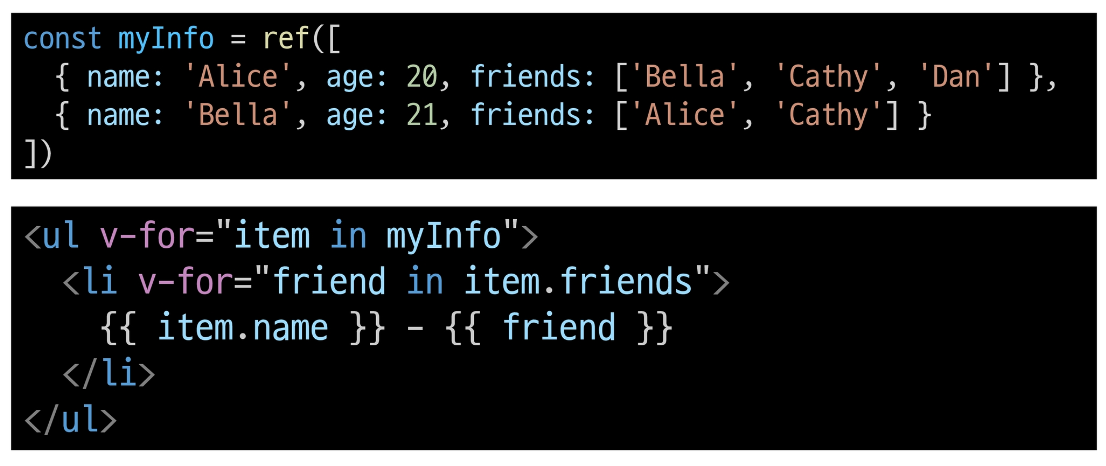 const myInfo = ref([
  { name: 'Alice', age: 20, friends: ['Bella', 'Cathy', 'Dan'] },
  { name: 'Bella', age: 21, friends: ['Alice', 'Cathy'] }
])
<ul v-for="item in myInfo">
  <li v-for="friend in item.friends">
    {{ item.name }} - {{ friend }}
  </li>
</ul>